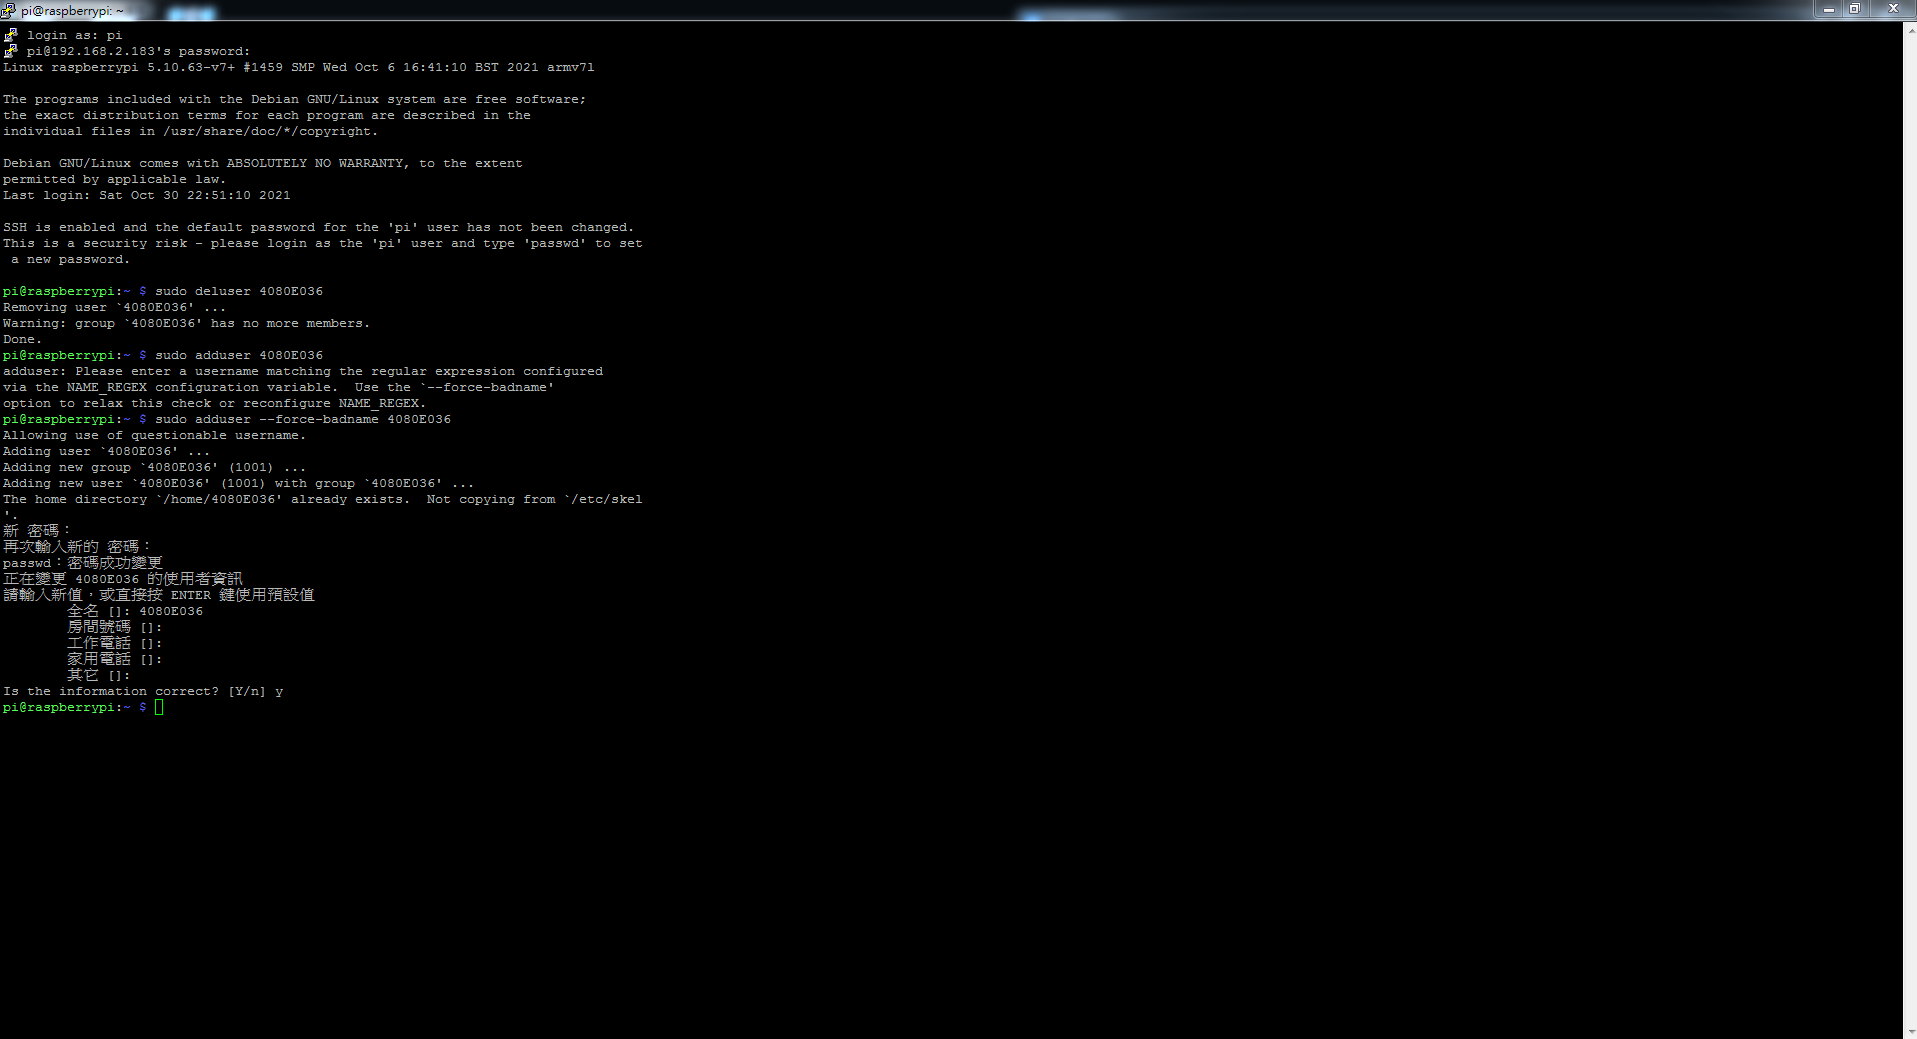 pi@raspberrypi: ~
login as: pi
pi@192.168.2.183's password:
Linux raspberrypi 5.10.63-v7+ #1459 SMP Wed Oct 6 16:41:10 BST 2021 armv7l
The programs included with the Debian GNU/Linux system are free software;
the exact distribution terms for each program are described in the
individual files in /usr/share/doc/*/copyright.
Debian GNU/Linux comes with ABSOLUTELY NO WARRANTY, to the extent
permitted by applicable law.
Last login: Sat Oct 30 22:51:10 2021
SSH is enabled and the default password for the 'pi' user has not been changed.
This is a security risk - please login as the 'pi' user and type 'passwd' to set
 a new password.
pi@raspberrypi:~ $ sudo deluser 4080E036
Removing user `4080E036' ...
Warning: group `4080E036' has no more members.
Done.
pi@raspberrypi:~ $ sudo adduser 4080E036
adduser: Please enter a username matching the regular expression configured
via the NAME_REGEX configuration variable.  Use the `--force-badname'
option to relax this check or reconfigure NAME_REGEX.
pi@raspberrypi:~ $ sudo adduser --force-badname 4080E036
Allowing use of questionable username.
Adding user `4080E036' ...
Adding new group `4080E036' (1001) ...
Adding new user `4080E036' (1001) with group `4080E036' ...
The home directory `/home/4080E036' already exists.  Not copying from `/etc/skel
'.
新 密碼：
再次輸入新的 密碼：
passwd：密碼成功變更
正在變更 4080E036 的使用者資訊
請輸入新值，或直接按 ENTER 鍵使用預設值
全名 []: 4080E036
房間號碼 []:
工作電話 []:
家用電話 []:
其它 []:
Is the information correct? [Y/n] y
pi@raspberrypi:~ $